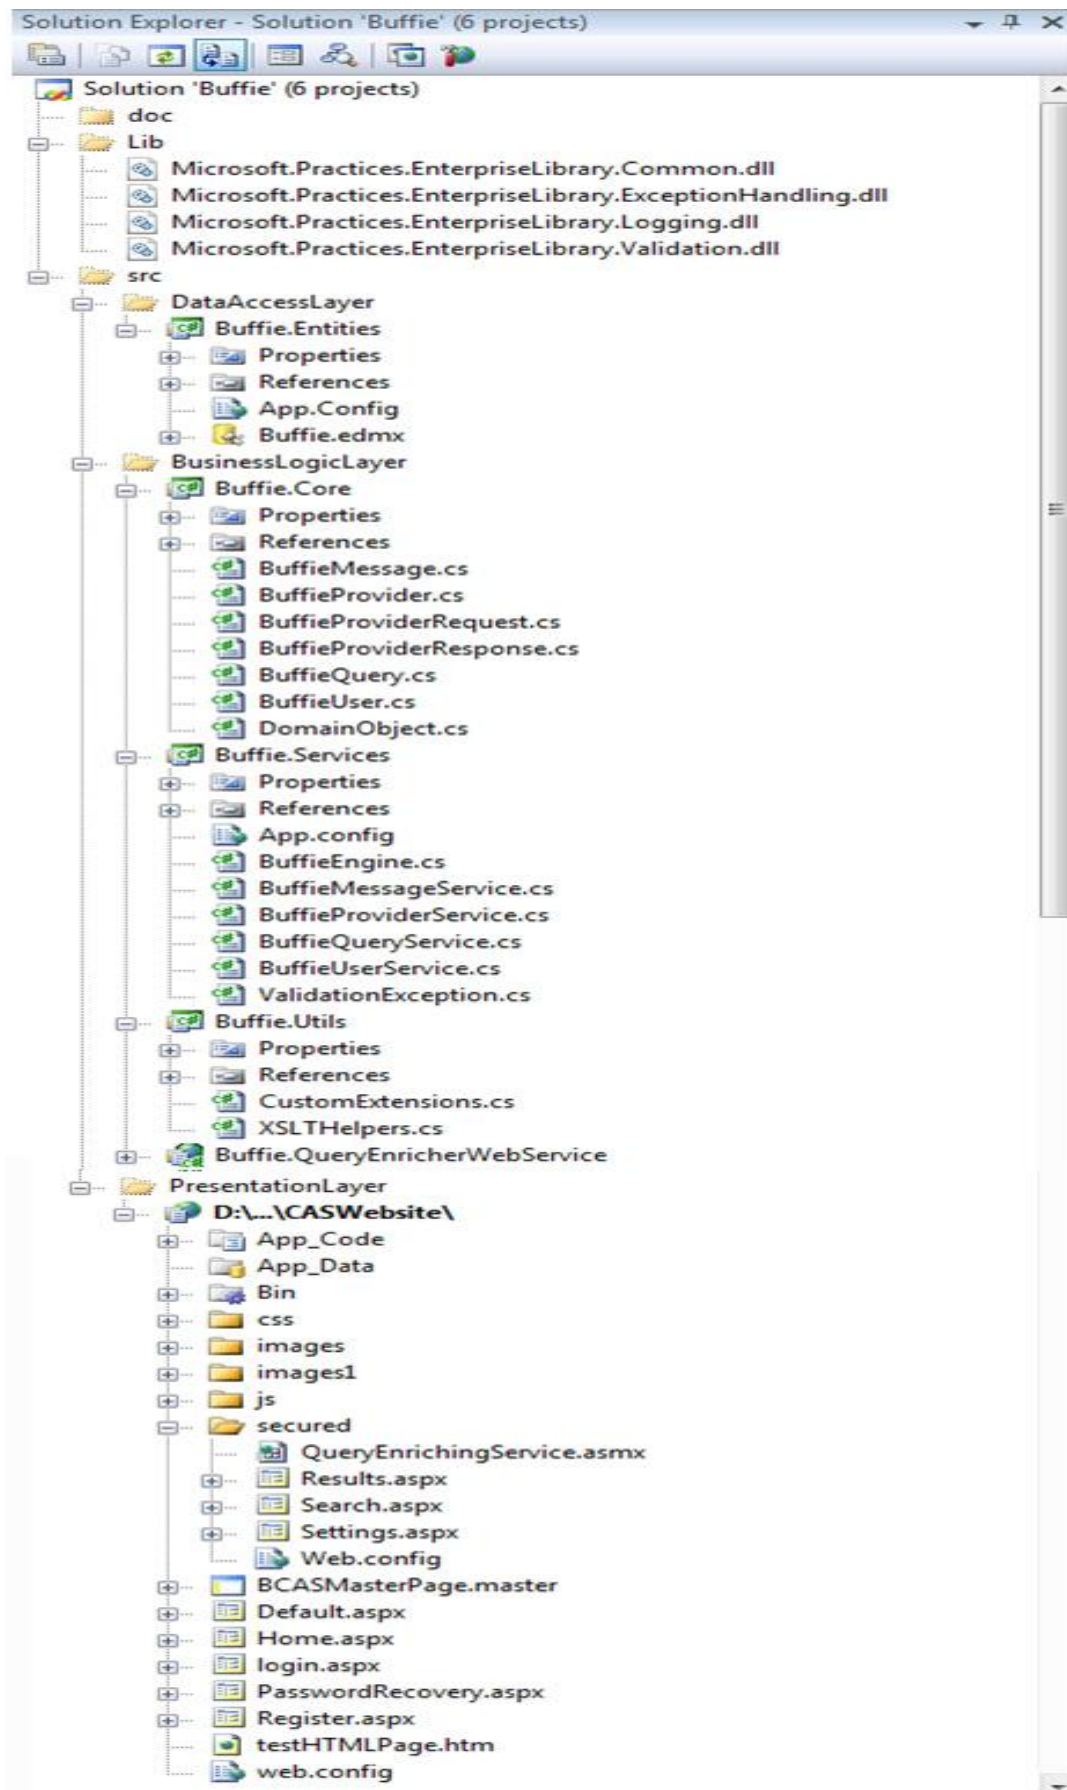 Solution Explorer - Solution 'Buffie' (6 projects)
Solution 'Buffie' (6 projects)
doc
Lib
Microsoft.Practices.EnterpriseLibrary.Common.dll
Microsoft.Practices.EnterpriseLibrary.ExceptionHandling.dll
Microsoft.Practices.EnterpriseLibrary.Logging.dll
Microsoft.Practices.EnterpriseLibrary.Validation.dll
src
DataAccessLayer
Buffie.Entities
Properties
References
App.Config
Buffie.edmx
BusinessLogicLayer
Buffie.Core
Properties
References
BuffieMessage.cs
BuffieProvider.cs
BuffieProviderRequest.cs
BuffieProviderResponse.cs
BuffieQuery.cs
BuffieUser.cs
DomainObject.cs
Buffie.Services
Properties
References
App.config
BuffieEngine.cs
BuffieMessageService.cs
BuffieProviderService.cs
BuffieQueryService.cs
BuffieUserService.cs
ValidationException.cs
Buffie.Utils
Properties
References
CustomExtensions.cs
XSLTHelpers.cs
Buffie.QueryEnricherWebService
PresentationLayer
D:\...\CASWebsite\
App_Code
App_Data
Bin
css
images
images1
js
secured
QueryEnrichingService.asmx
Results.aspx
Search.aspx
Settings.aspx
Web.config
BCASMasterPage.master
Default.aspx
Home.aspx
login.aspx
PasswordRecovery.aspx
Register.aspx
testHTMLPage.htm
web.config